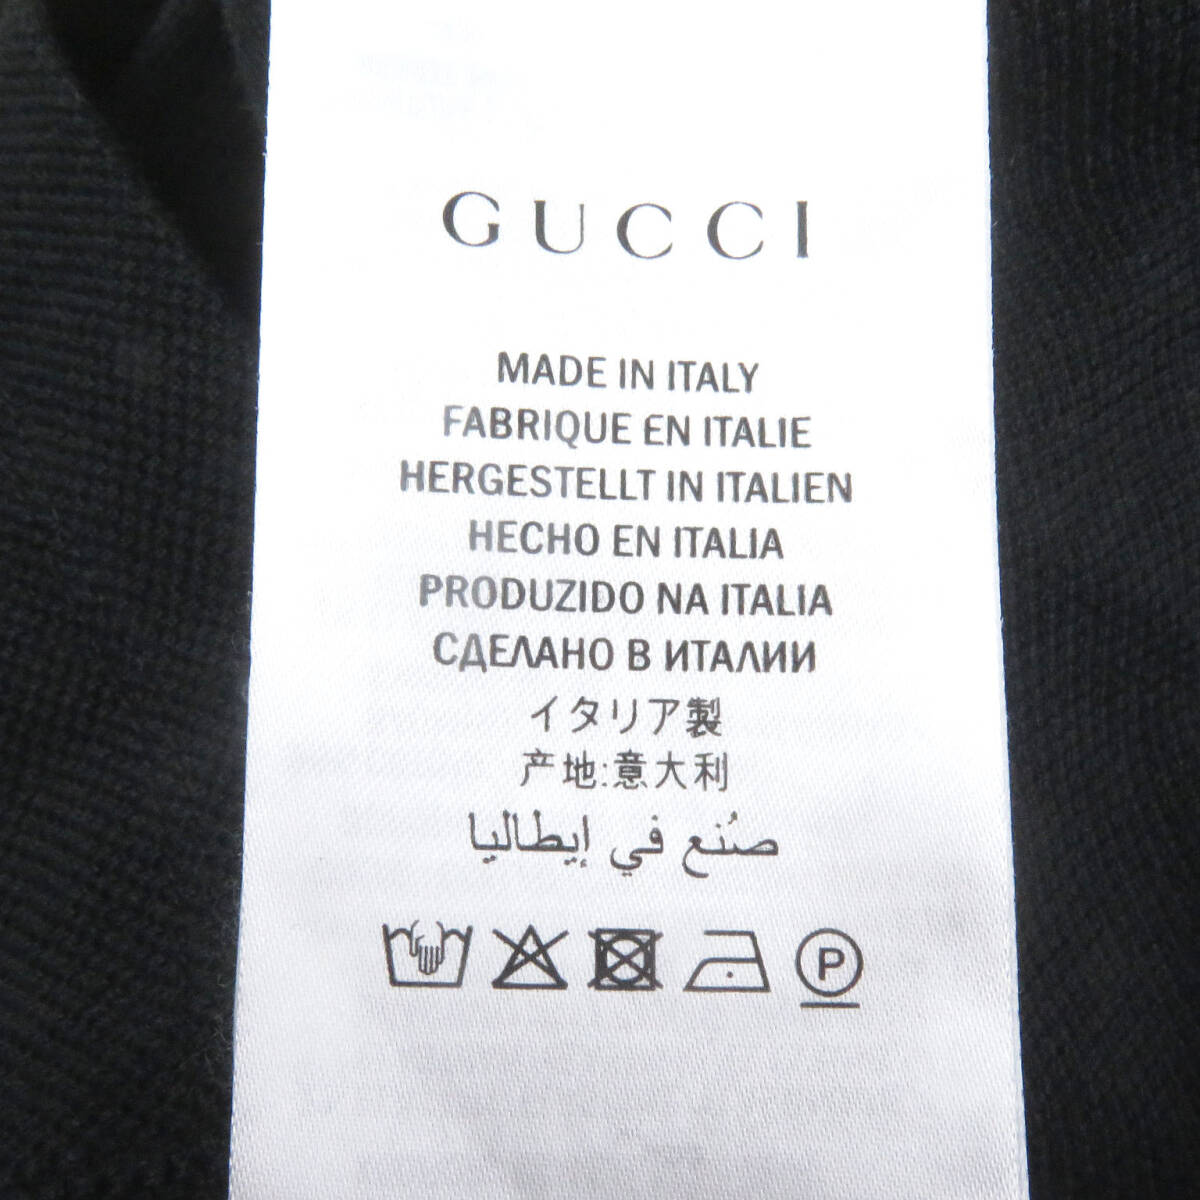 GUCCI
MADE IN ITALY
FABRIQUE EN ITALIE
HERGESTELLT IN ITALIEN
HECHO EN ITALIA
PRODUZIDO NA ITALIA
СДЕЛАНО В ИТАЛИИ
イタリア製
产地:意大利
صُنع في إيطاليا
P